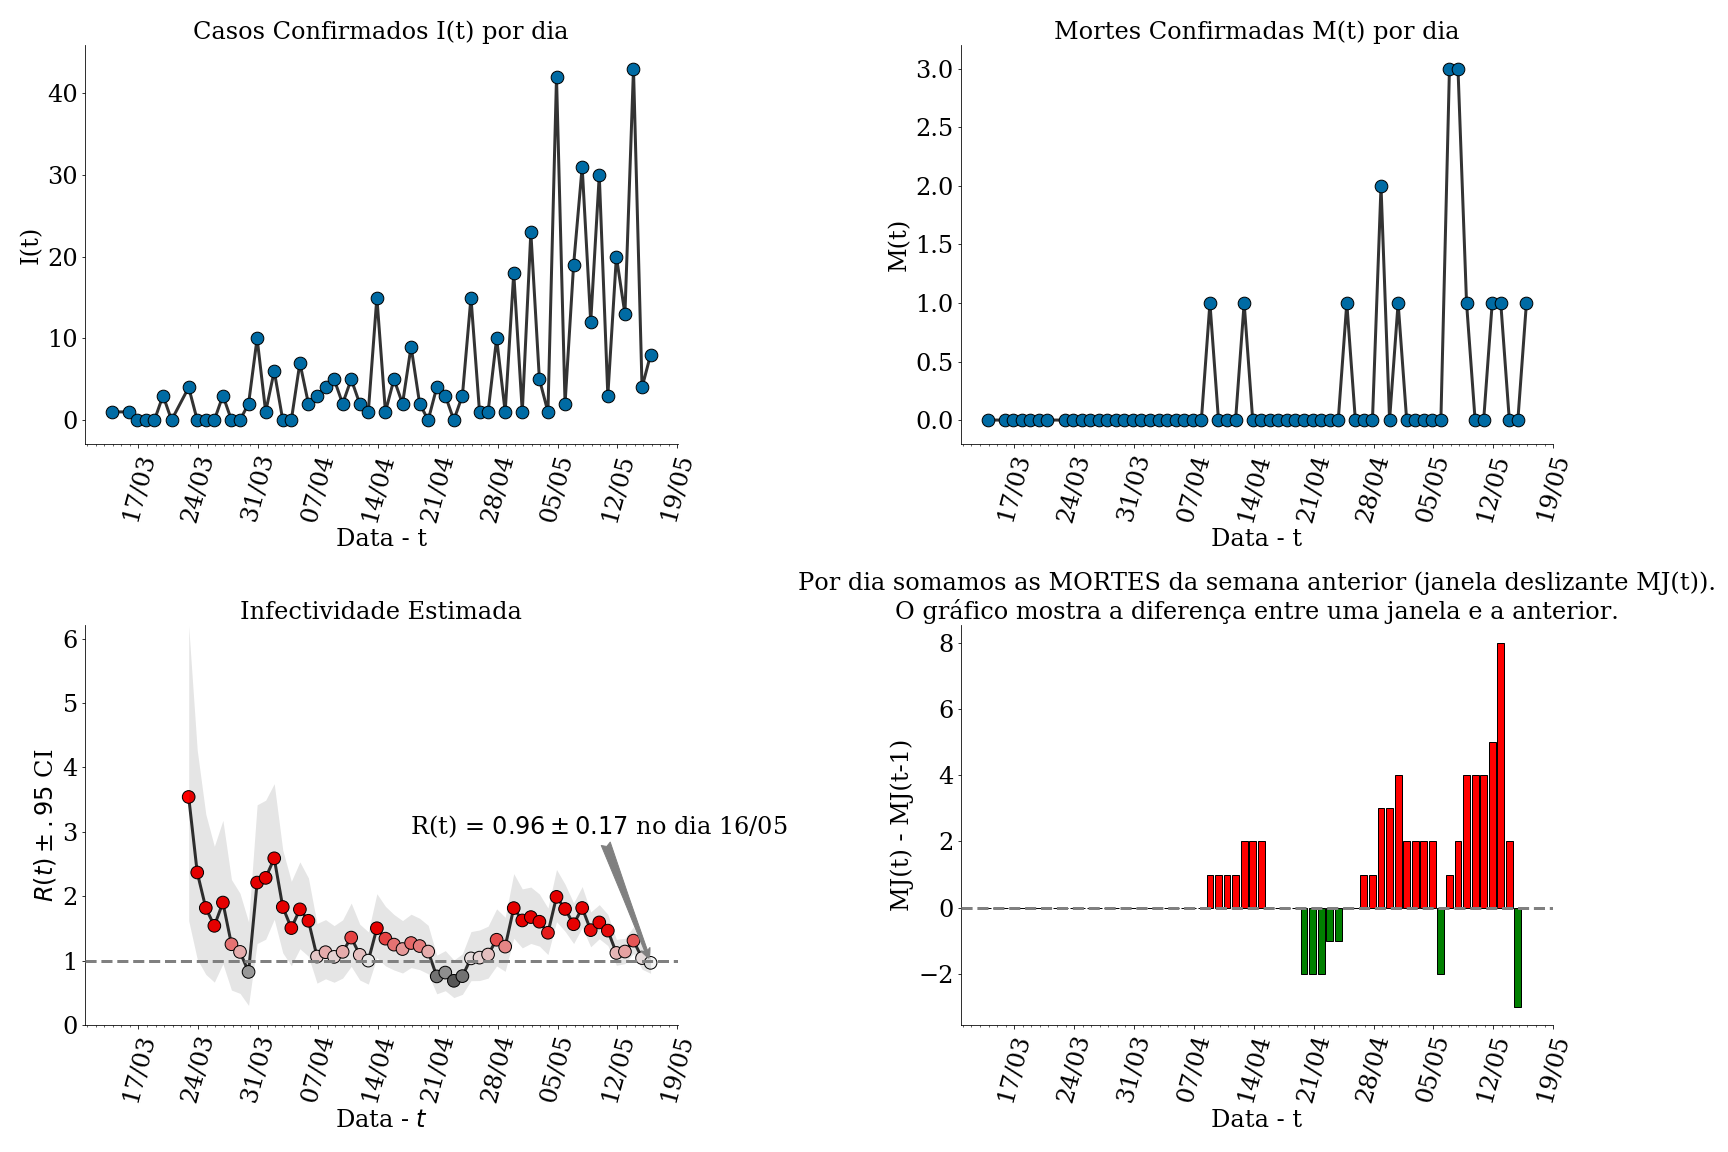 Casos Confirmados I(t) por dia
I(t)
40
30
20
10
0
17/03 24/03 31/03 07/04 14/04 21/04 28/04 05/05 12/05 19/05
Data - t
Mortes Confirmadas M(t) por dia
M(t)
3.0
2.5
2.0
1.5
1.0
0.5
0.0
17/03 24/03 31/03 07/04 14/04 21/04 28/04 05/05 12/05 19/05
Data - t
Infectividade Estimada
R(t) ± .95 CI
6
5
4
3
2
1
0
R(t) = 0.96 ± 0.17 no dia 16/05
17/03 24/03 31/03 07/04 14/04 21/04 28/04 05/05 12/05 19/05
Data - t
Por dia somamos as MORTES da semana anterior (janela deslizante MJ(t)).
O gráfico mostra a diferença entre uma janela e a anterior.
MJ(t) - MJ(t-1)
8
6
4
2
0
−2
17/03 24/03 31/03 07/04 14/04 21/04 28/04 05/05 12/05 19/05
Data - t